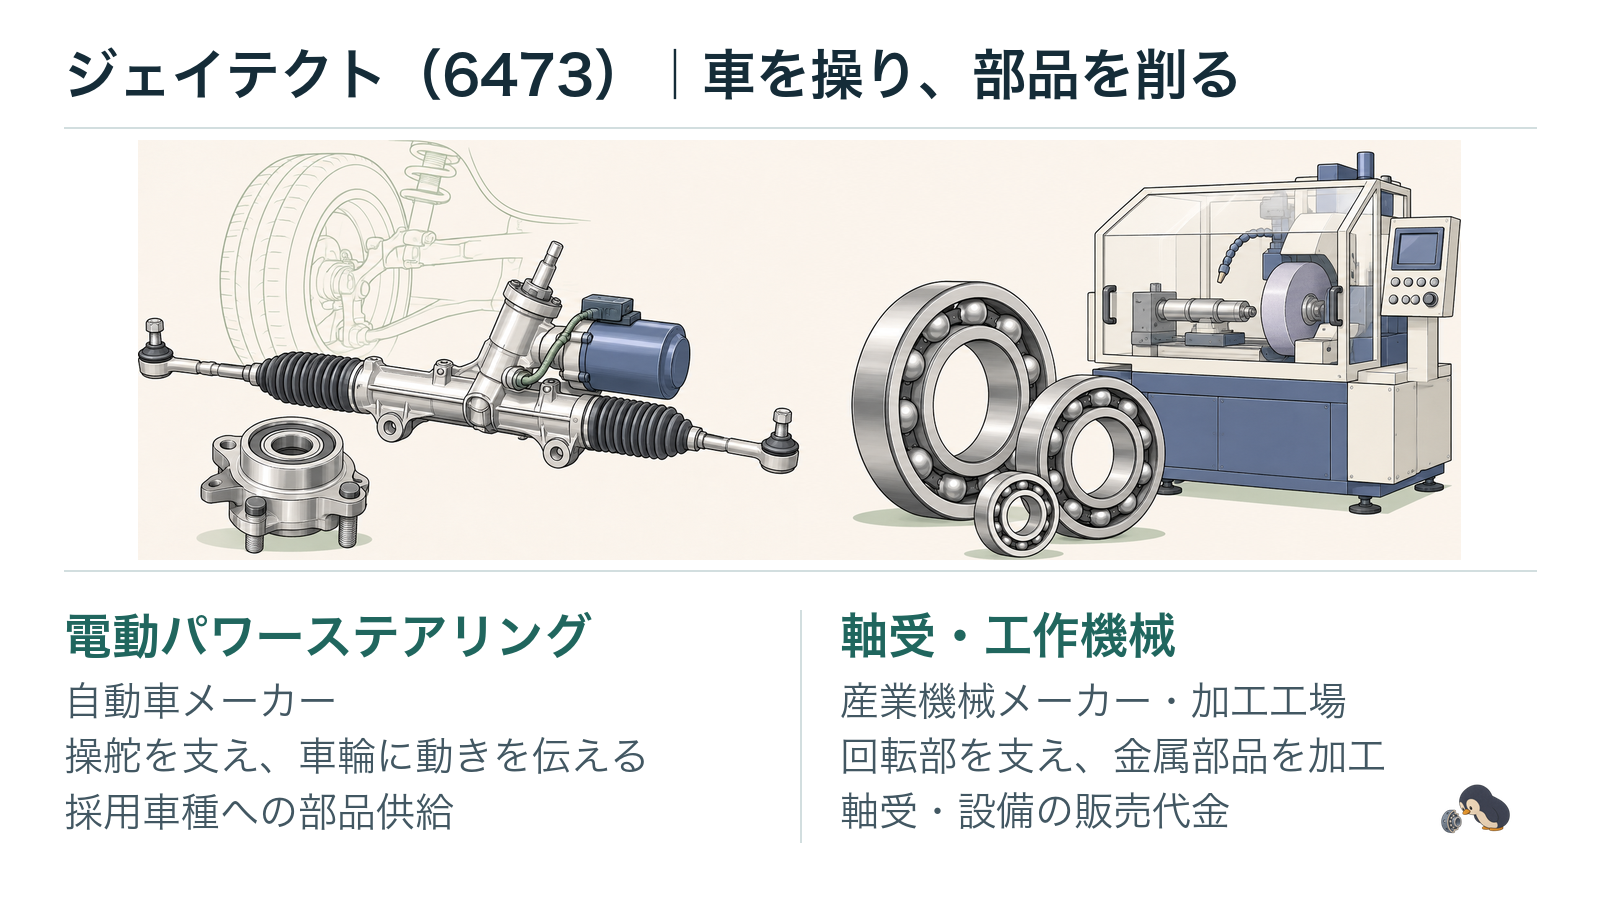 ジェイテクト（6473）｜車を操り、部品を削る
電動パワーステアリング
自動車メーカー
操舵を支え、車輪に動きを伝える
採用車種への部品供給
軸受・工作機械
産業機械メーカー・加工工場
回転部を支え、金属部品を加工
軸受・設備の販売代金